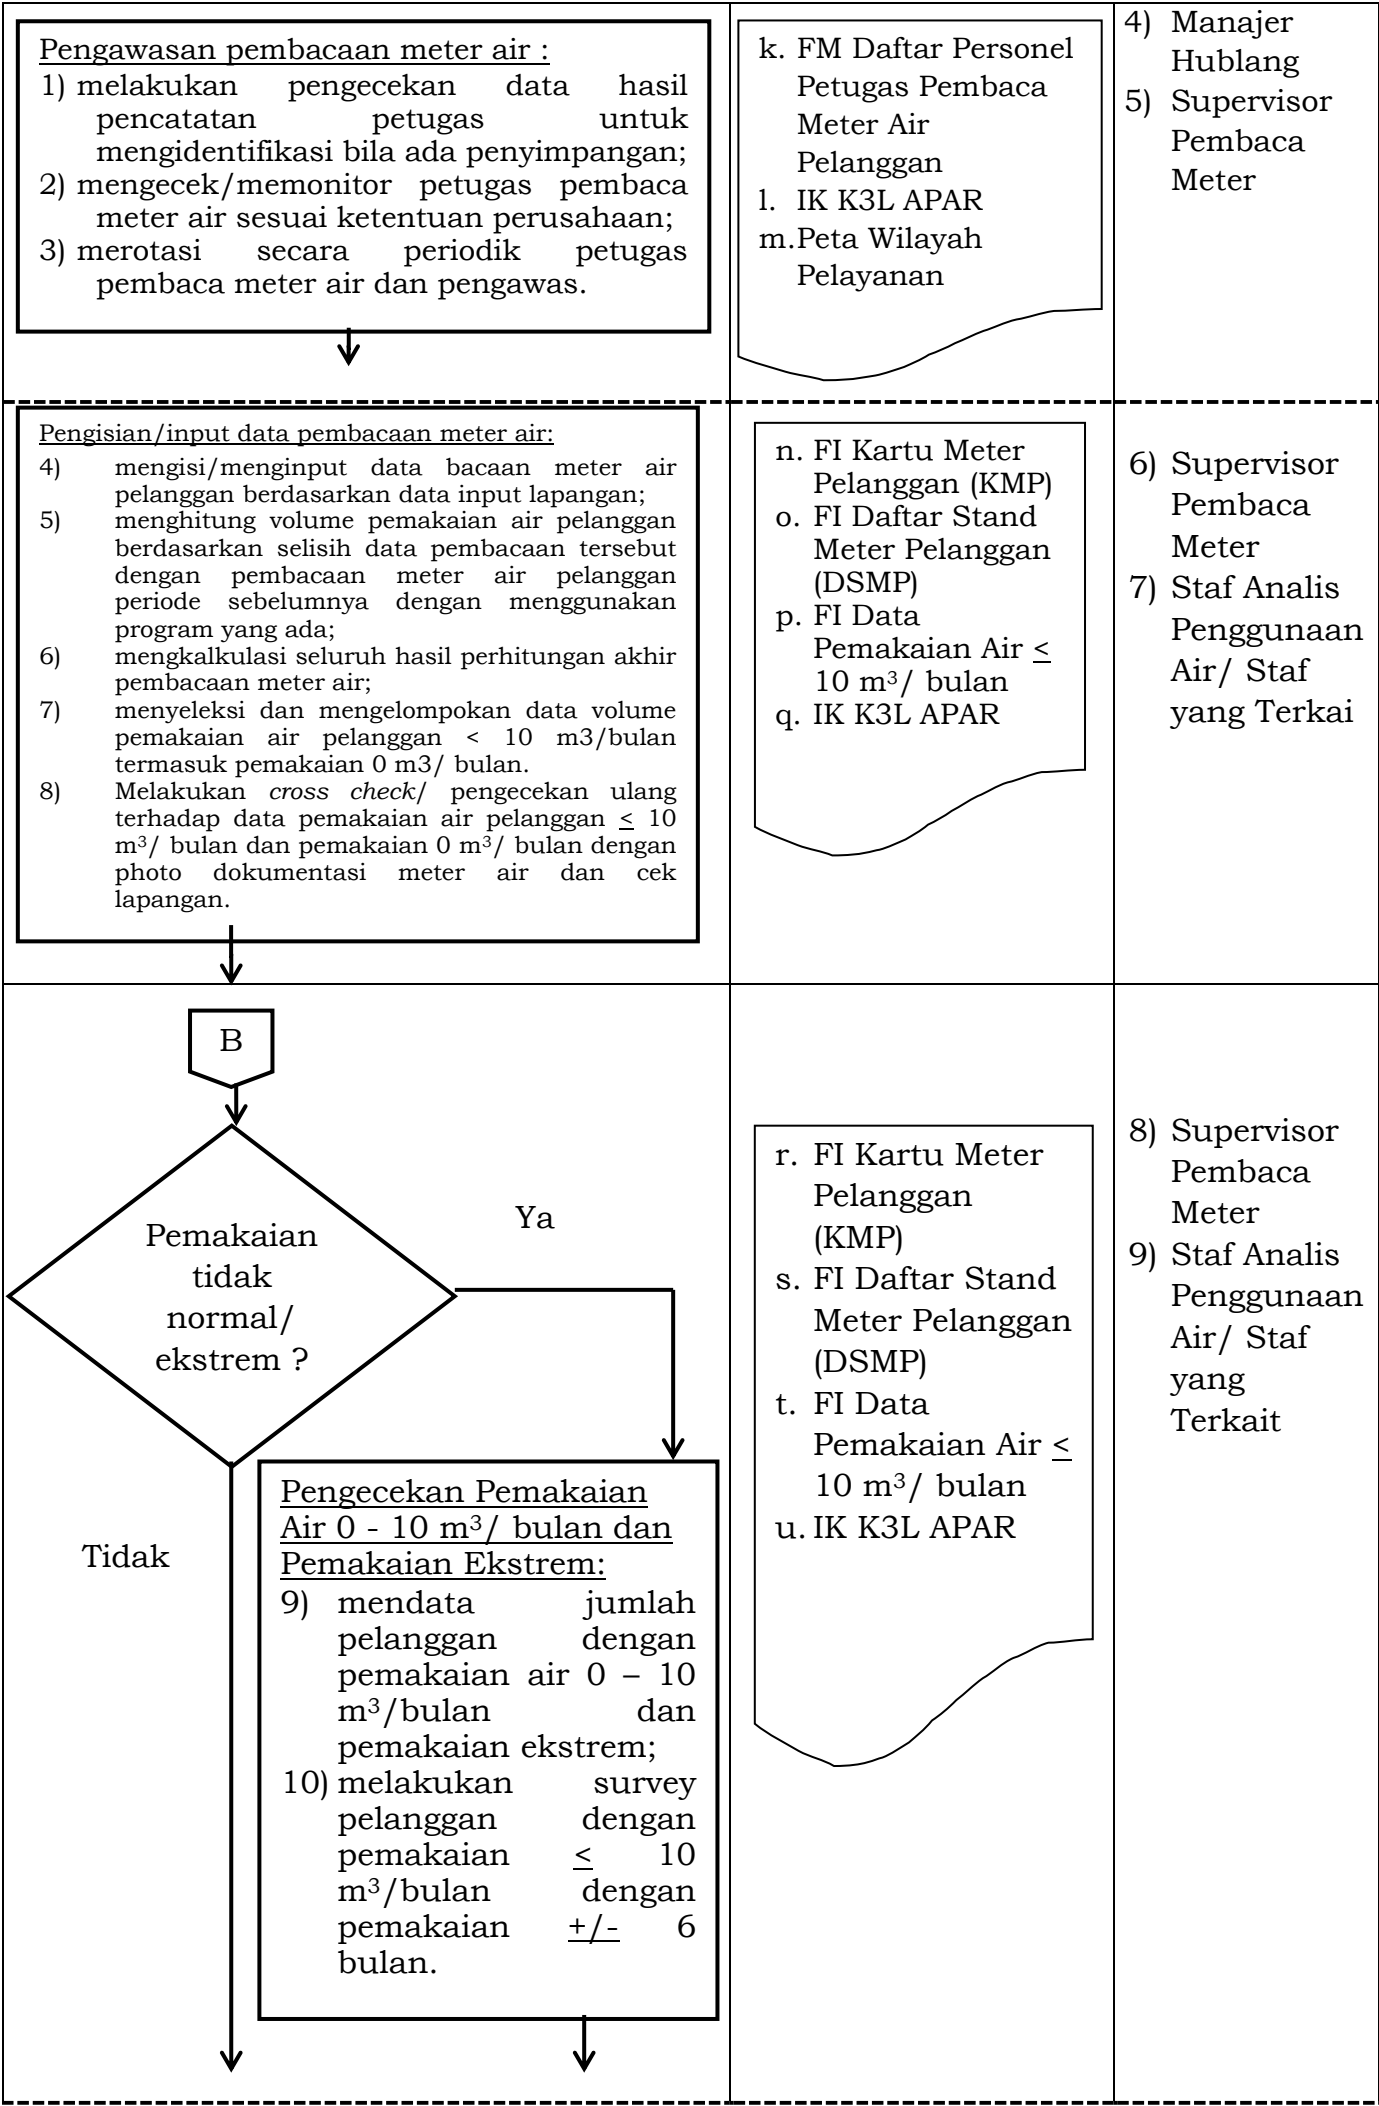 Pengawasan pembacaan meter air :
1) melakukan pengecekan data hasil
pencatatan petugas untuk
mengidentifikasi bila ada penyimpangan;
2) mengecek/memonitor petugas pembaca
meter air sesuai ketentuan perusahaan;
3) merotasi secara periodik petugas
pembaca meter air dan pengawas.
k. FM Daftar Personel
Petugas Pembaca
Meter Air
Pelanggan
l. IK K3L APAR
m.Peta Wilayah
Pelayanan
4) Manajer
Hublang
5) Supervisor
Pembaca
Meter
Pengisian/input data pembacaan meter air:
4) mengisi/menginput data bacaan meter air
pelanggan berdasarkan data input lapangan;
5) menghitung volume pemakaian air pelanggan
berdasarkan selisih data pembacaan tersebut
dengan pembacaan meter air pelanggan
periode sebelumnya dengan menggunakan
program yang ada;
6) mengkalkulasi seluruh hasil perhitungan akhir
pembacaan meter air;
7) menyeleksi dan mengelompokan data volume
pemakaian air pelanggan < 10 m3/bulan
termasuk pemakaian 0 m3/ bulan.
8) Melakukan cross check/ pengecekan ulang
terhadap data pemakaian air pelanggan ≤ 10
m³/ bulan dan pemakaian 0 m³/ bulan dengan
photo dokumentasi meter air dan cek
lapangan.
n. FI Kartu Meter
Pelanggan (KMP)
o. FI Daftar Stand
Meter Pelanggan
(DSMP)
p. FI Data
Pemakaian Air ≤
10 m³/ bulan
q. IK K3L APAR
6) Supervisor
Pembaca
Meter
7) Staf Analis
Penggunaan
Air/ Staf
yang Terkai
B
Pemakaian
tidak
normal/
ekstrem ?
Ya
Tidak
Pengecekan Pemakaian
Air 0 - 10 m³/ bulan dan
Pemakaian Ekstrem:
9) mendata jumlah
pelanggan dengan
pemakaian air 0 – 10
m³/bulan dan
pemakaian ekstrem;
10) melakukan survey
pelanggan dengan
pemakaian ≤ 10
m³/bulan dengan
pemakaian +/- 6
bulan.
r. FI Kartu Meter
Pelanggan
(KMP)
s. FI Daftar Stand
Meter Pelanggan
(DSMP)
t. FI Data
Pemakaian Air ≤
10 m³/ bulan
u. IK K3L APAR
8) Supervisor
Pembaca
Meter
9) Staf Analis
Penggunaan
Air/ Staf
yang
Terkait